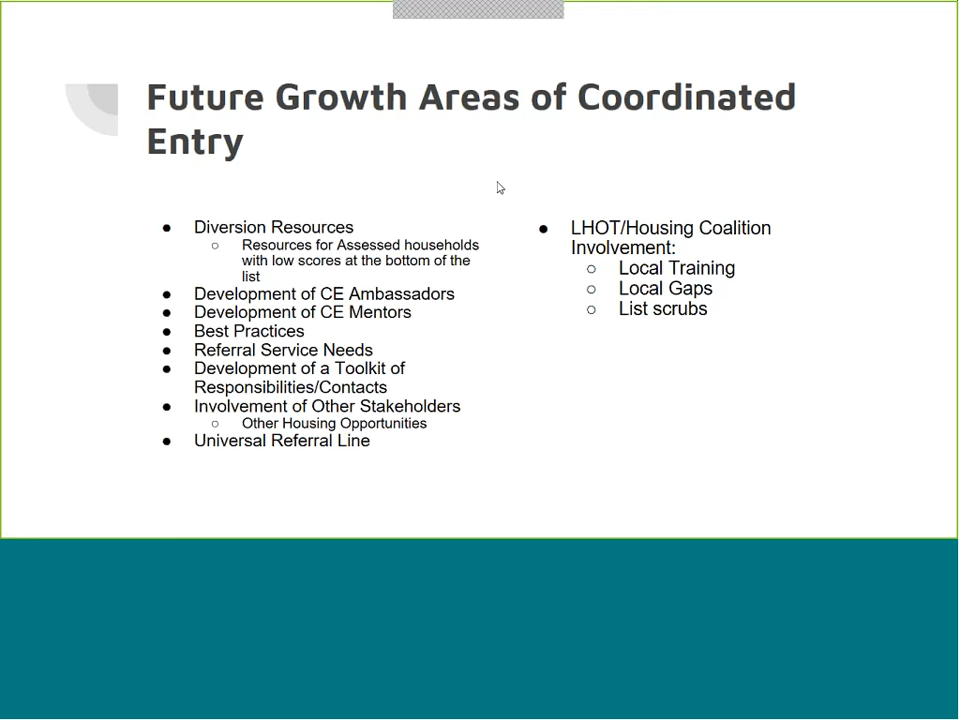 Future Growth Areas of Coordinated
Entry
● Diversion Resources
○ Resources for Assessed households
with low scores at the bottom of the
list
● Development of CE Ambassadors
● Development of CE Mentors
● Best Practices
● Referral Service Needs
● Development of a Toolkit of
Responsibilities/Contacts
● Involvement of Other Stakeholders
○ Other Housing Opportunities
● Universal Referral Line
● LHOT/Housing Coalition
Involvement:
○ Local Training
○ Local Gaps
○ List scrubs